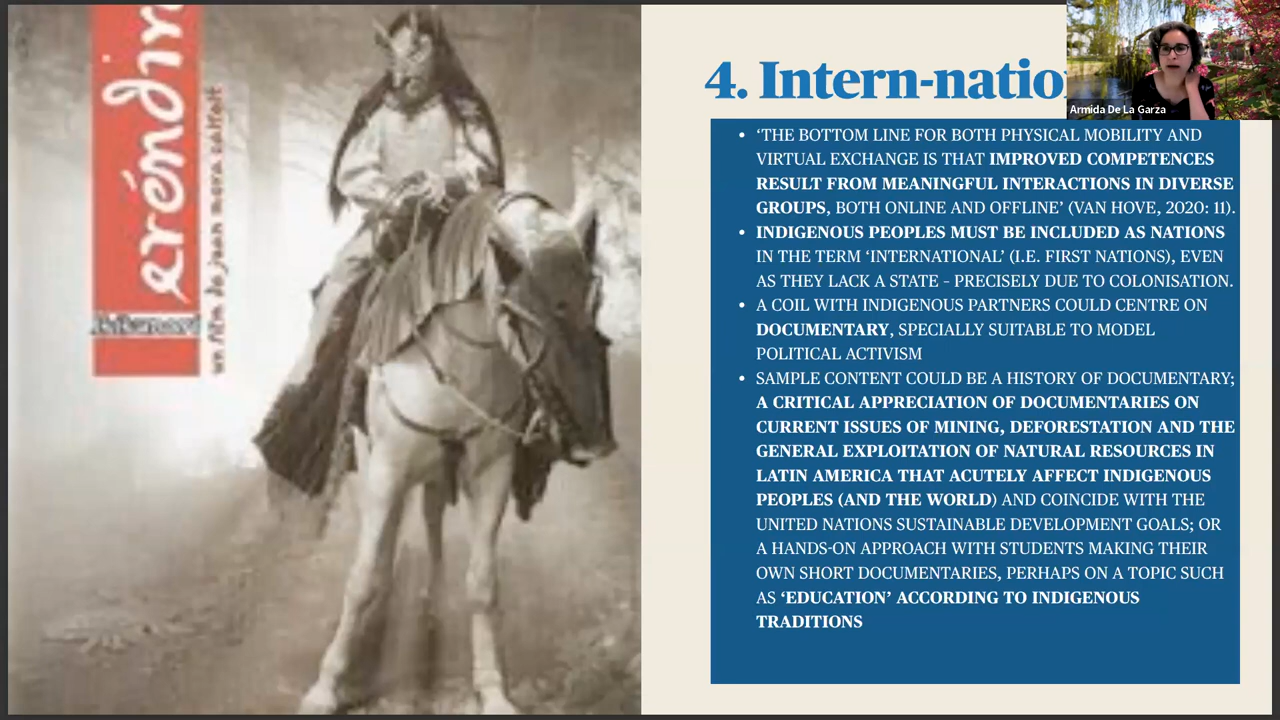 eréndir
un film de juan mora catlett
4. Intern-natio
Armida De La Garza
• ‘THE BOTTOM LINE FOR BOTH PHYSICAL MOBILITY AND
VIRTUAL EXCHANGE IS THAT IMPROVED COMPETENCES
RESULT FROM MEANINGFUL INTERACTIONS IN DIVERSE
GROUPS, BOTH ONLINE AND OFFLINE’ (VAN HOVE, 2020: 11).
• INDIGENOUS PEOPLES MUST BE INCLUDED AS NATIONS
IN THE TERM ‘INTERNATIONAL’ (I.E. FIRST NATIONS), EVEN
AS THEY LACK A STATE – PRECISELY DUE TO COLONISATION.
• A COIL WITH INDIGENOUS PARTNERS COULD CENTRE ON
DOCUMENTARY, SPECIALLY SUITABLE TO MODEL
POLITICAL ACTIVISM
• SAMPLE CONTENT COULD BE A HISTORY OF DOCUMENTARY;
A CRITICAL APPRECIATION OF DOCUMENTARIES ON
CURRENT ISSUES OF MINING, DEFORESTATION AND THE
GENERAL EXPLOITATION OF NATURAL RESOURCES IN
LATIN AMERICA THAT ACUTELY AFFECT INDIGENOUS
PEOPLES (AND THE WORLD) AND COINCIDE WITH THE
UNITED NATIONS SUSTAINABLE DEVELOPMENT GOALS; OR
A HANDS-ON APPROACH WITH STUDENTS MAKING THEIR
OWN SHORT DOCUMENTARIES, PERHAPS ON A TOPIC SUCH
AS ‘EDUCATION’ ACCORDING TO INDIGENOUS
TRADITIONS